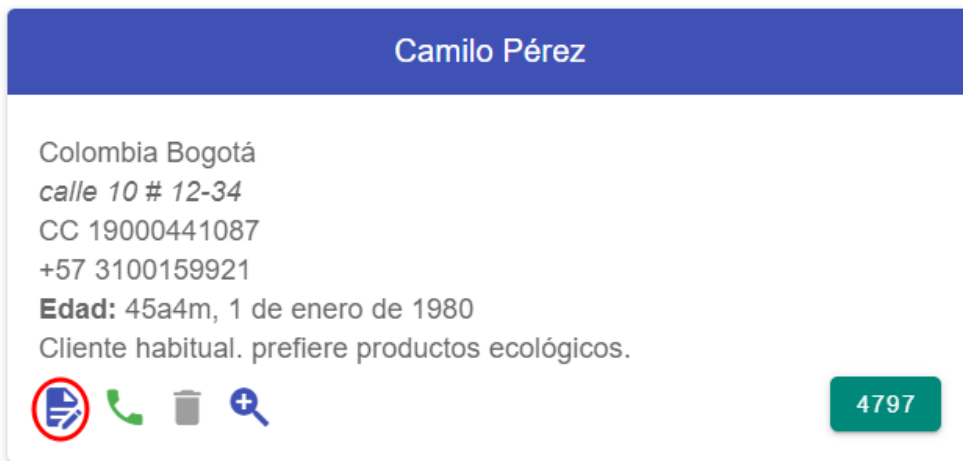 Camilo Pérez
Colombia Bogotá
calle 10 # 12-34
CC 19000441087
+57 3100159921
Edad: 45a4m, 1 de enero de 1980
Cliente habitual. prefiere productos ecológicos.
4797